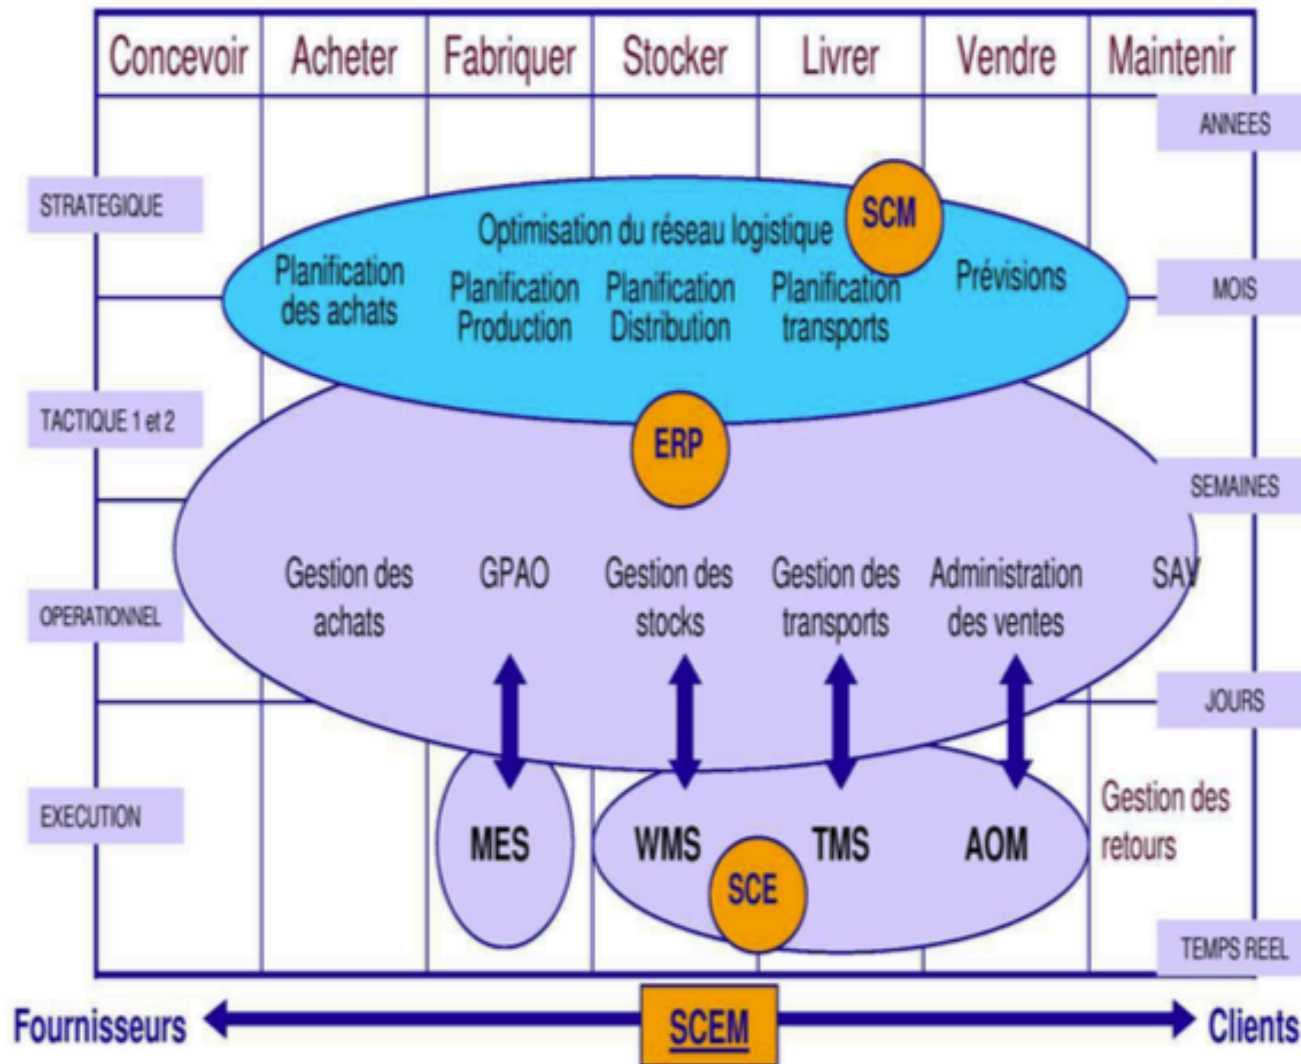 Concevoir Acheter Fabriquer Stocker Livrer Vendre Maintenir
ANNEES
STRATEGIQUE
SCM
Optimisation du réseau logistique
Planification
des achats
Planification
Production
Planification
Distribution
Planification
transports
Prévisions
MOIS
TACTIQUE 1 et 2
ERP
SEMAINES
Gestion des
achats
GPAO
Gestion des
stocks
Gestion des
transports
Administration
des ventes
SAV
OPERATIONNEL
JOURS
EXECUTION
MES
WMS
TMS
AOM
SCE
Gestion des
retours
TEMPS REEL
Fournisseurs
SCEM
Clients